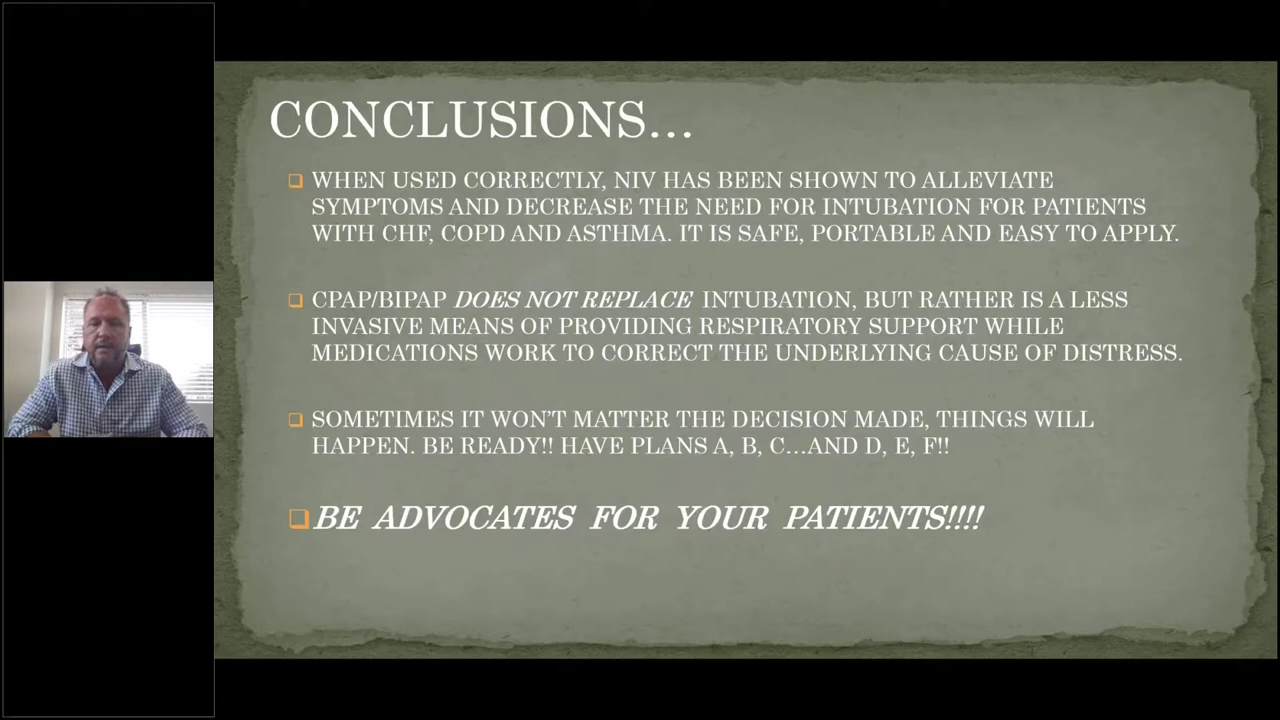 CONCLUSIONS...
WHEN USED CORRECTLY, NIV HAS BEEN SHOWN TO ALLEVIATE
SYMPTOMS AND DECREASE THE NEED FOR INTUBATION FOR PATIENTS
WITH CHF, COPD AND ASTHMA. IT IS SAFE, PORTABLE AND EASY TO APPLY.
CPAP/BIPAP DOES NOT REPLACE INTUBATION, BUT RATHER IS A LESS
INVASIVE MEANS OF PROVIDING RESPIRATORY SUPPORT WHILE
MEDICATIONS WORK TO CORRECT THE UNDERLYING CAUSE OF DISTRESS.
SOMETIMES IT WON'T MATTER THE DECISION MADE, THINGS WILL
HAPPEN. BE READY!! HAVE PLANS A, B, C...AND D, E, F!!
BE ADVOCATES FOR YOUR PATIENTS!!!!